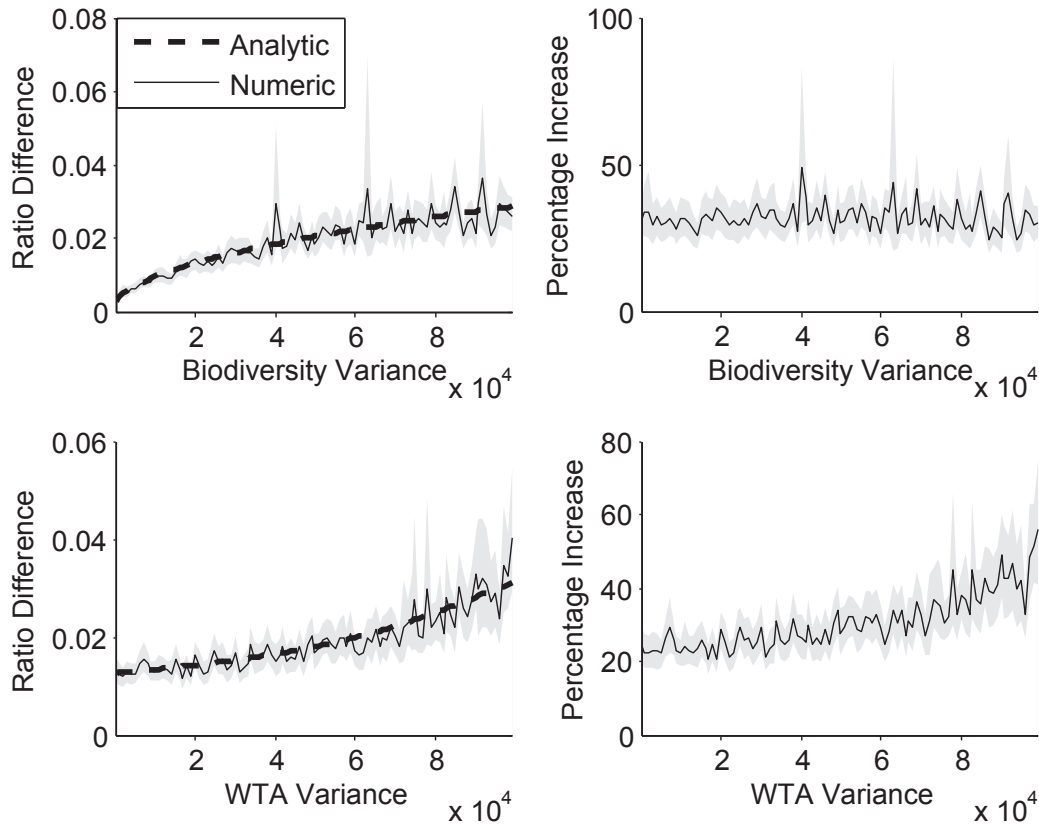 0.08
0.06
0.04
0.02
0
Ratio Difference
Analytic
Numeric
2 4 6 8
Biodiversity Variance
x 10^4
100
50
0
Percentage Increase
2 4 6 8
Biodiversity Variance
x 10^4
0.06
0.04
0.02
0
Ratio Difference
2 4 6 8
WTA Variance
x 10^4
80
60
40
20
0
Percentage Increase
2 4 6 8
WTA Variance
x 10^4